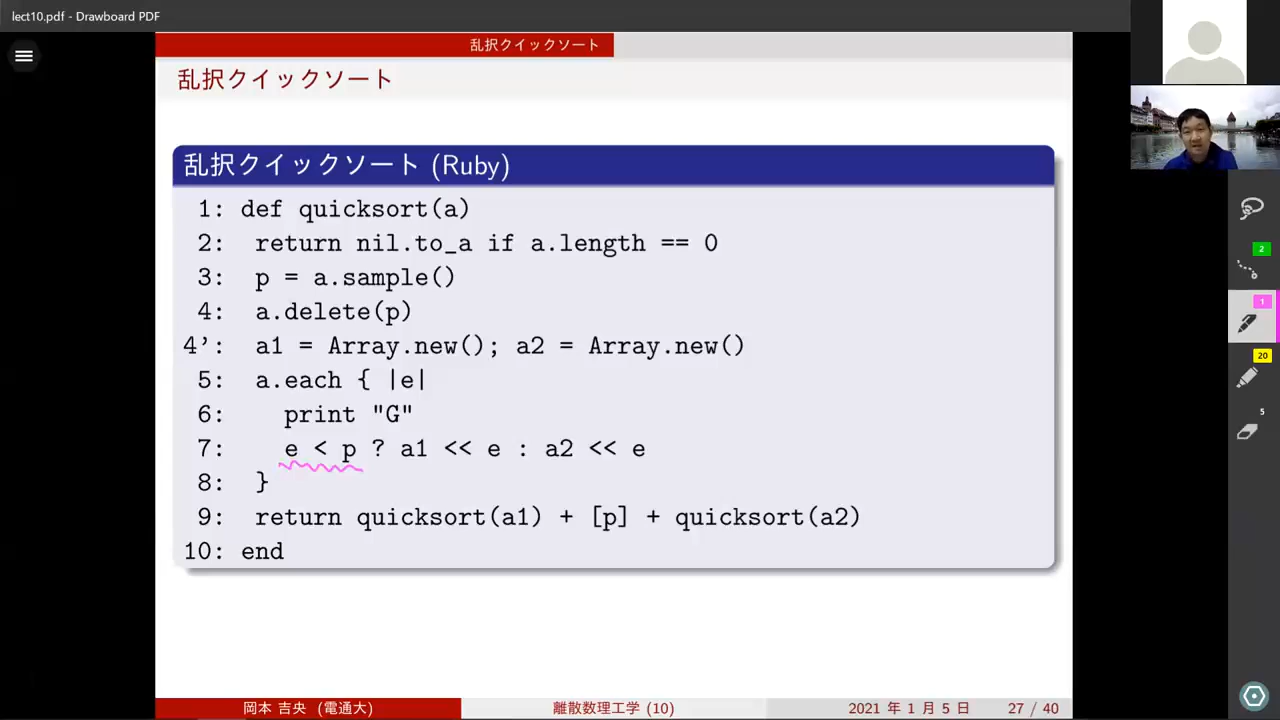 lect10.pdf - Drawboard PDF
乱択クイックソート
乱択クイックソート
乱択クイックソート (Ruby)
1: def quicksort(a)
2: return nil.to_a if a.length == 0
3: p = a.sample()
4: a.delete(p)
4': a1 = Array.new(); a2 = Array.new()
5: a.each { |e|
6: print "G"
7: e < p ? a1 << e : a2 << e
8: }
9: return quicksort(a1) + [p] + quicksort(a2)
10: end
2
1
20
5
岡本 吉央 (電通大)
離散数理工学 (10)
2021 年 1 月 5 日
27 / 40